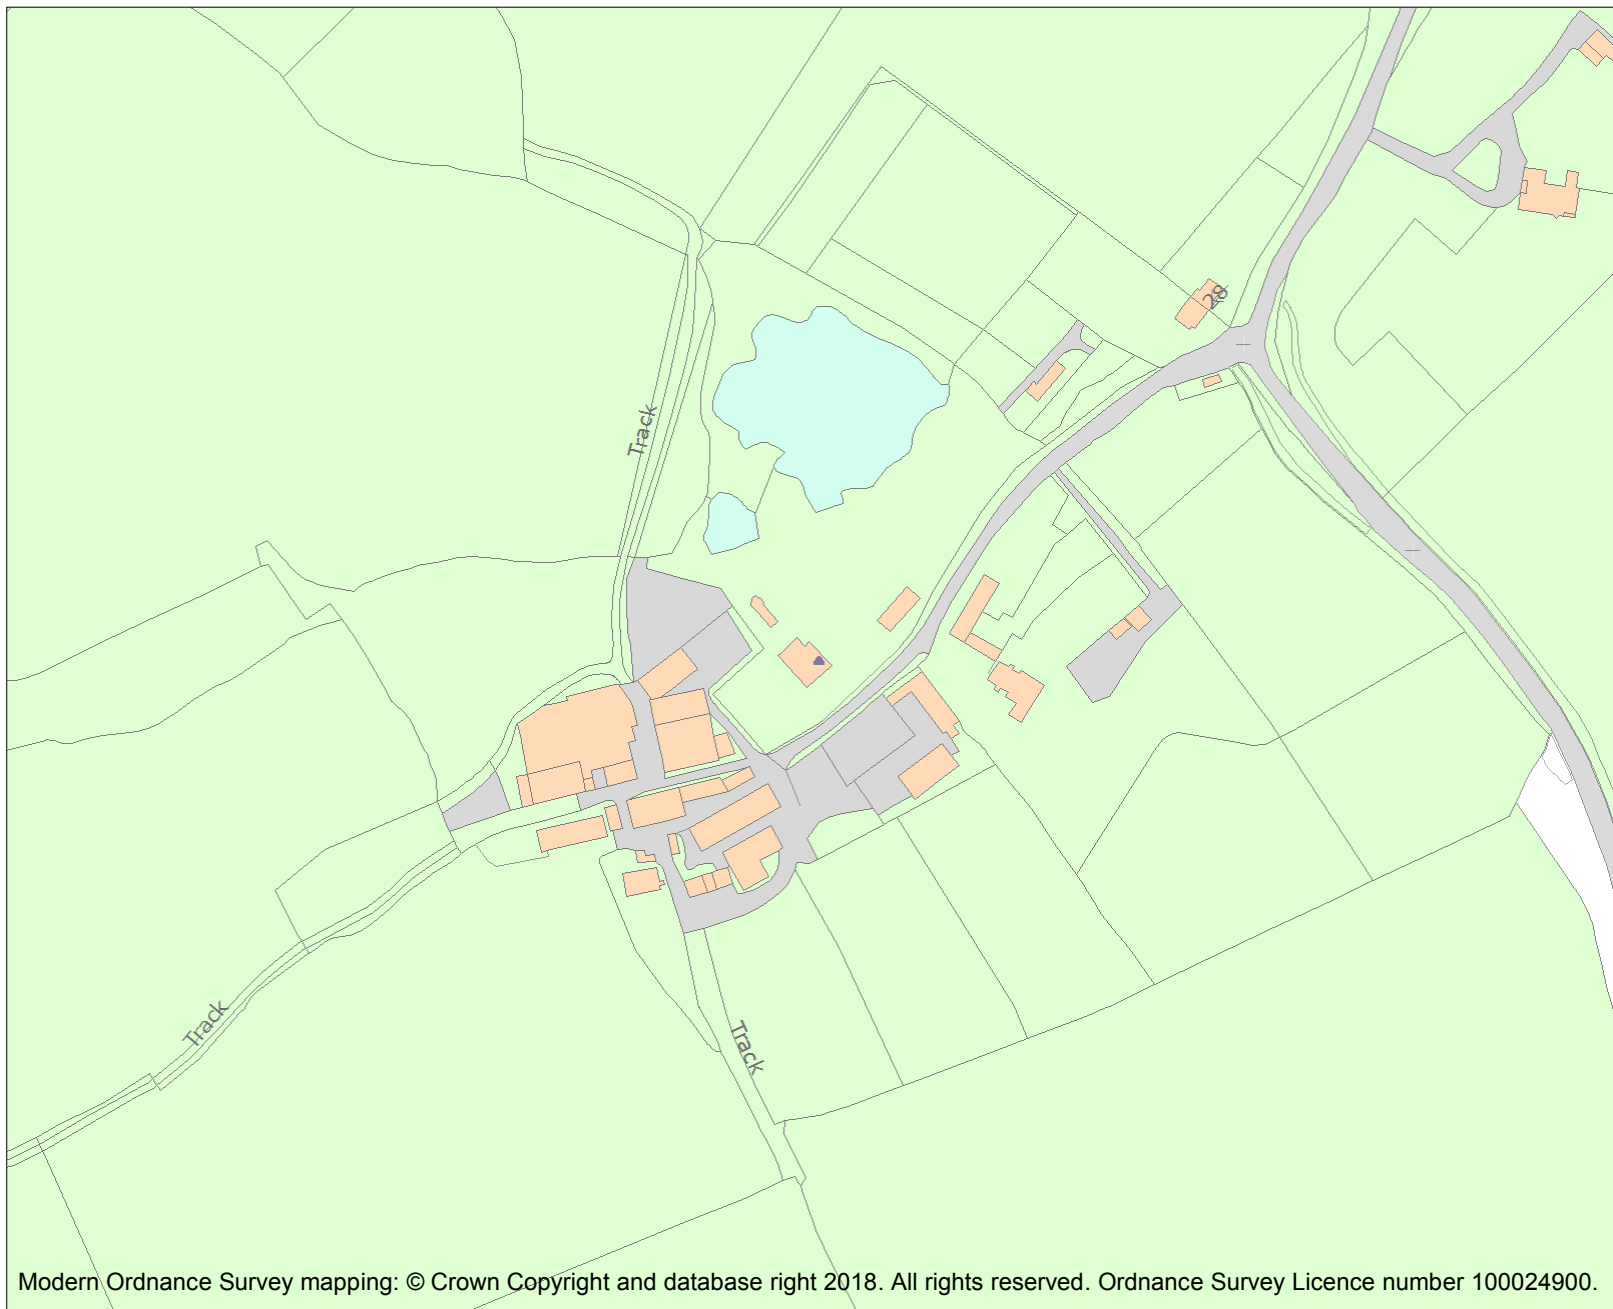 28
Track
Track
Track
Modern Ordnance Survey mapping: © Crown Copyright and database right 2018. All rights reserved. Ordnance Survey Licence number 100024900.